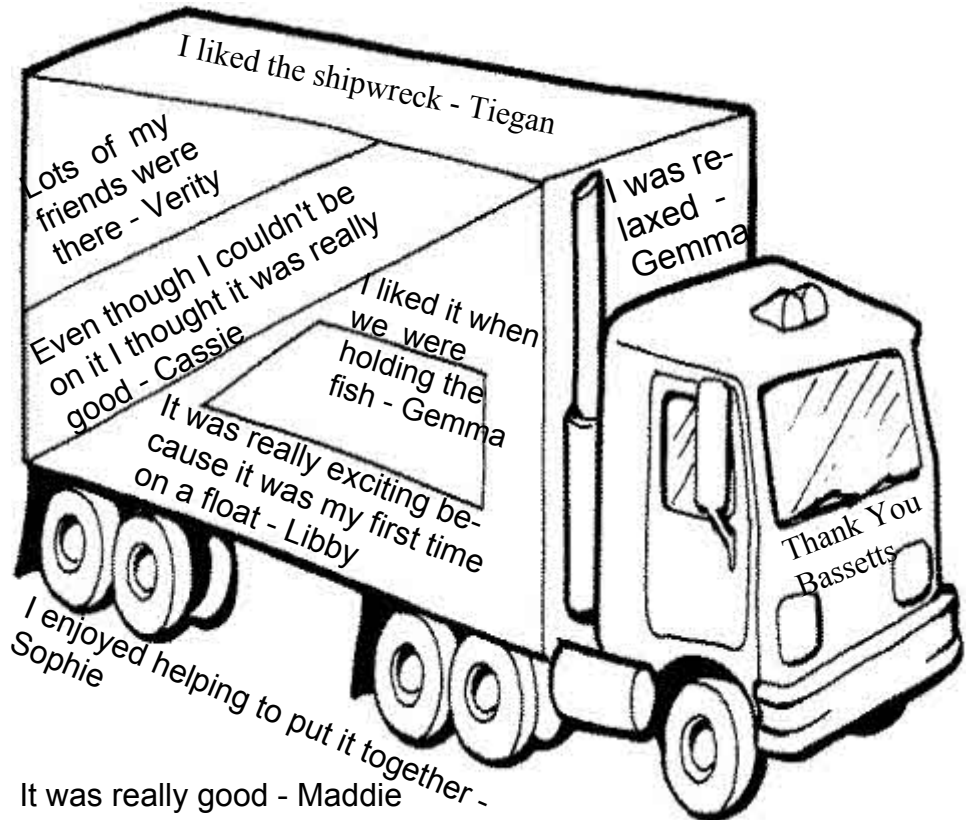 I liked the shipwreck - Tiegan
Lots of my
friends were
there - Verity
I was re-
laxed -
Gemma
Even though I couldn't be
on it I thought it was really
good - Cassie
I liked it when
we were
holding the
fish - Gemma
It was really exciting be-
cause it was my first time
on a float - Libby
Thank You
Bassetts
I enjoyed helping to put it together -
Sophie
It was really good - Maddie